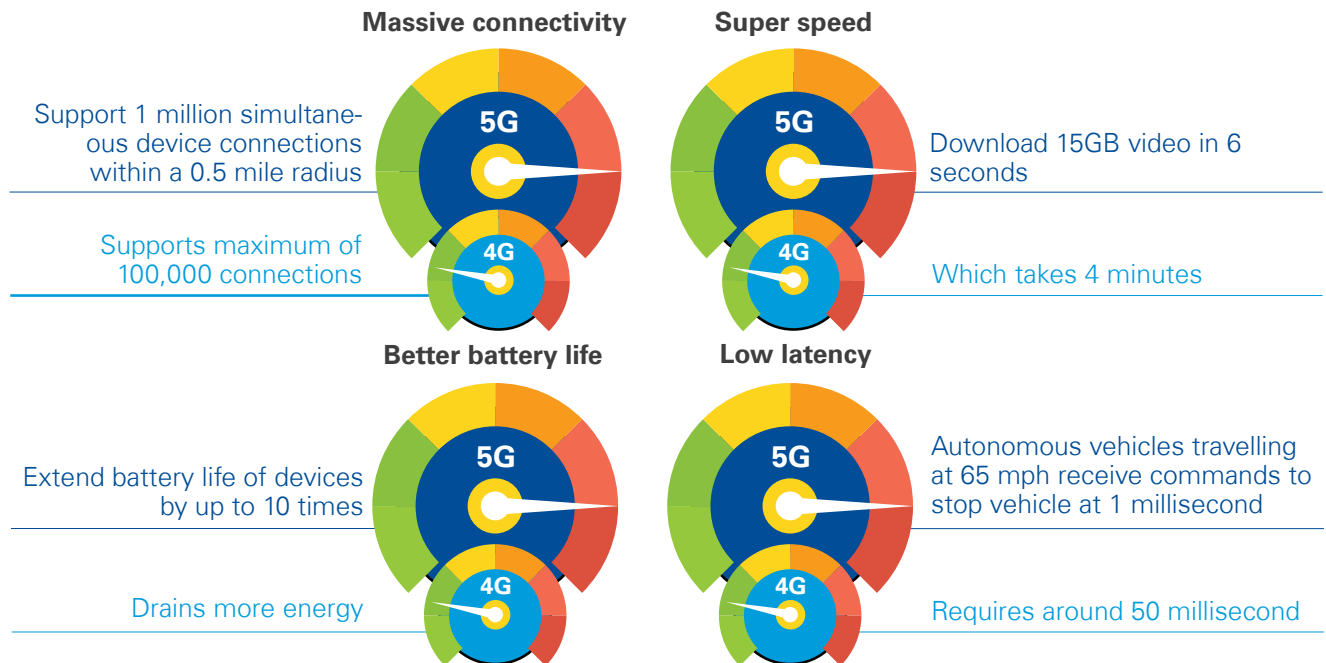 Massive connectivity
Support 1 million simultane-
ous device connections
within a 0.5 mile radius
5G
Supports maximum of
100,000 connections
4G
Super speed
5G
Download 15GB video in 6
seconds
4G
Which takes 4 minutes
Better battery life
Extend battery life of devices
by up to 10 times
5G
Drains more energy
4G
Low latency
5G
Autonomous vehicles travelling
at 65 mph receive commands to
stop vehicle at 1 millisecond
4G
Requires around 50 millisecond